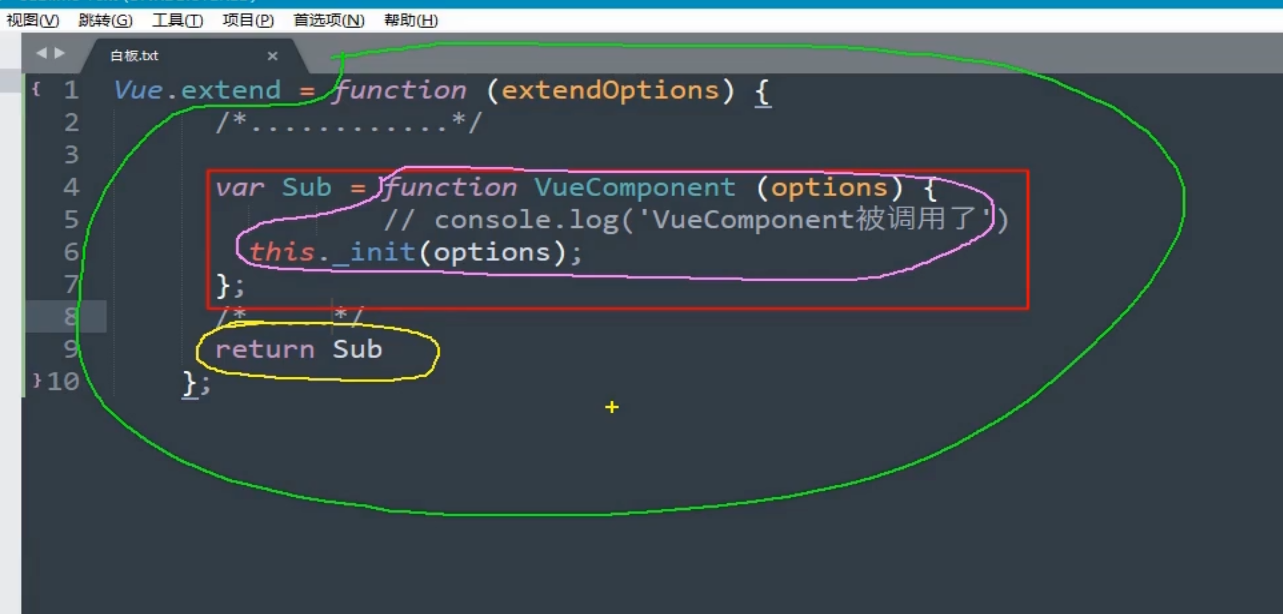 视图(V) 跳转(G) 工具(T) 项目(P) 首选项(N) 帮助(H)
白板.txt ×
{ 1 Vue.extend = function (extendOptions) {
2 /*............*/
3
4 var Sub = function VueComponent (options) {
5 // console.log('VueComponent被调用了')
6 this._init(options);
7 };
8 /*.....*/
9 return Sub
}10 };